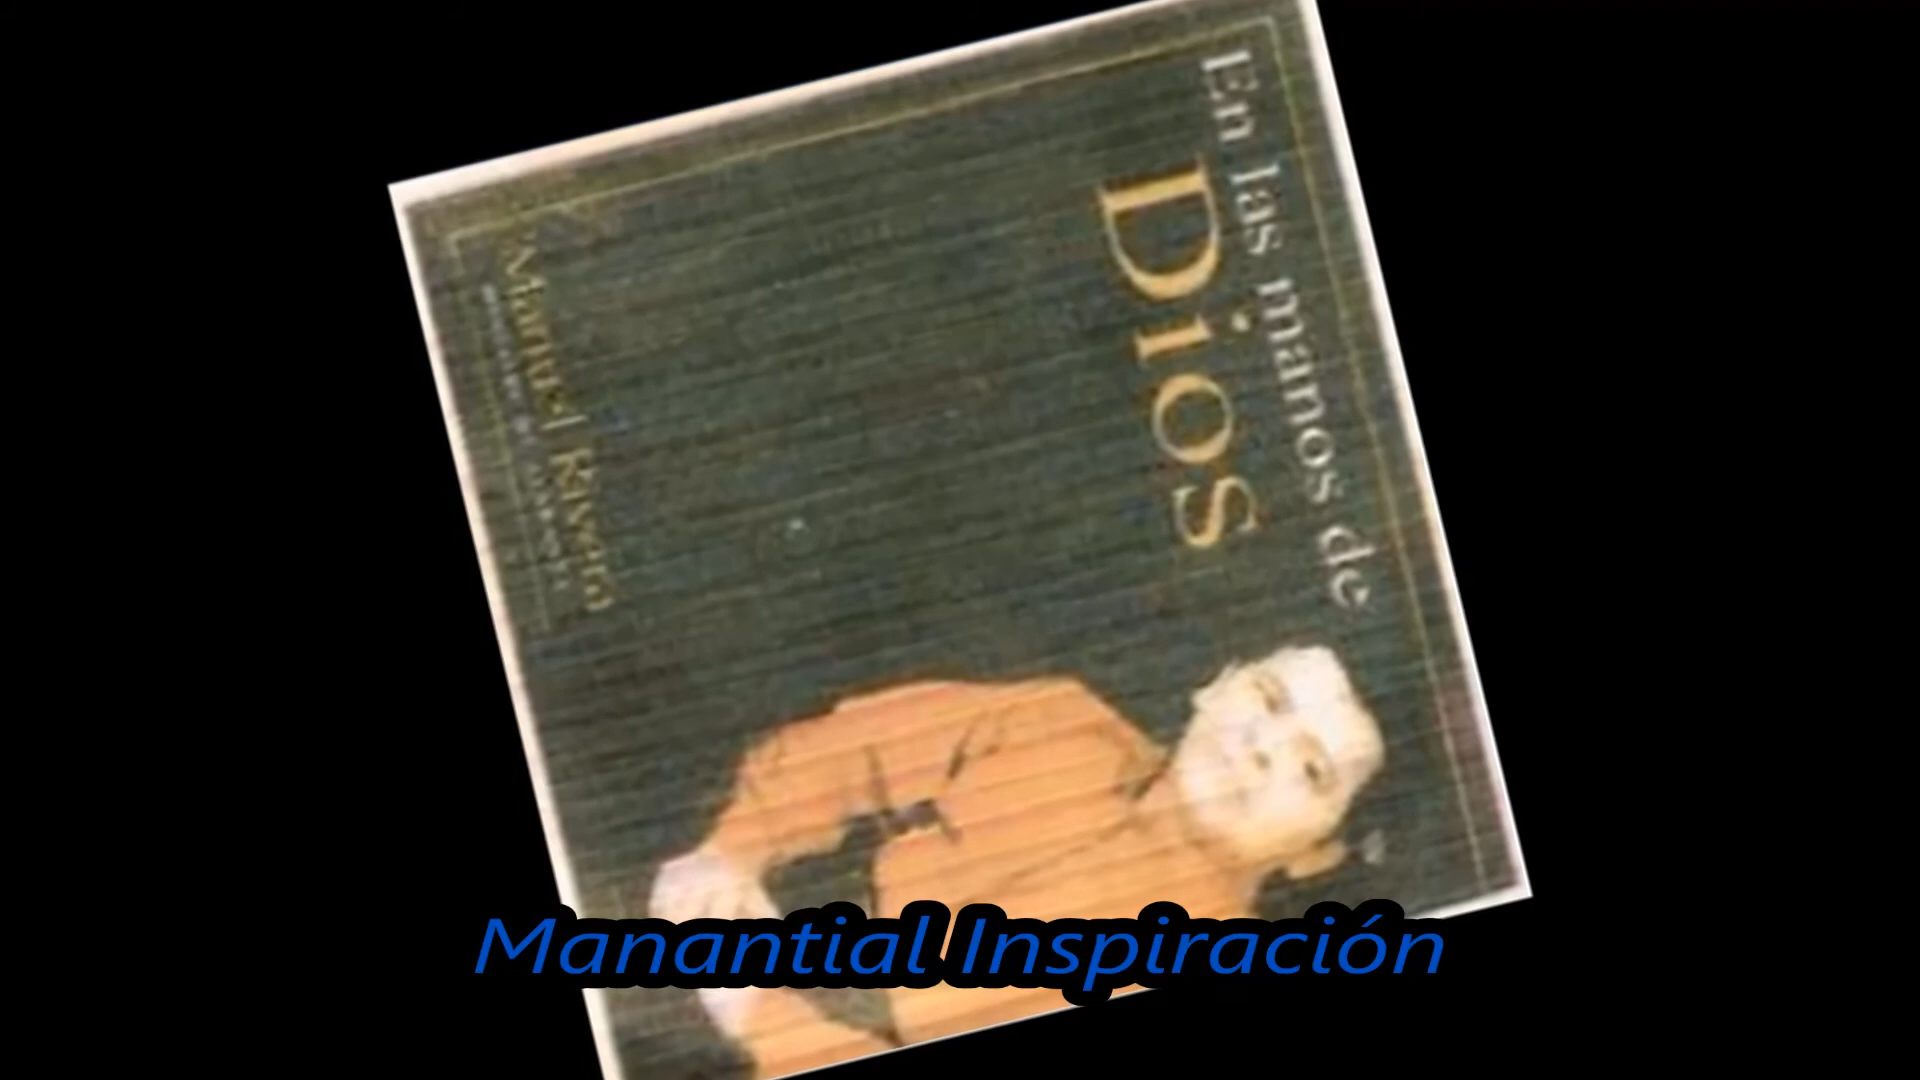 En las manos de
Dios
Manuel Rivera
Manantial Inspiración